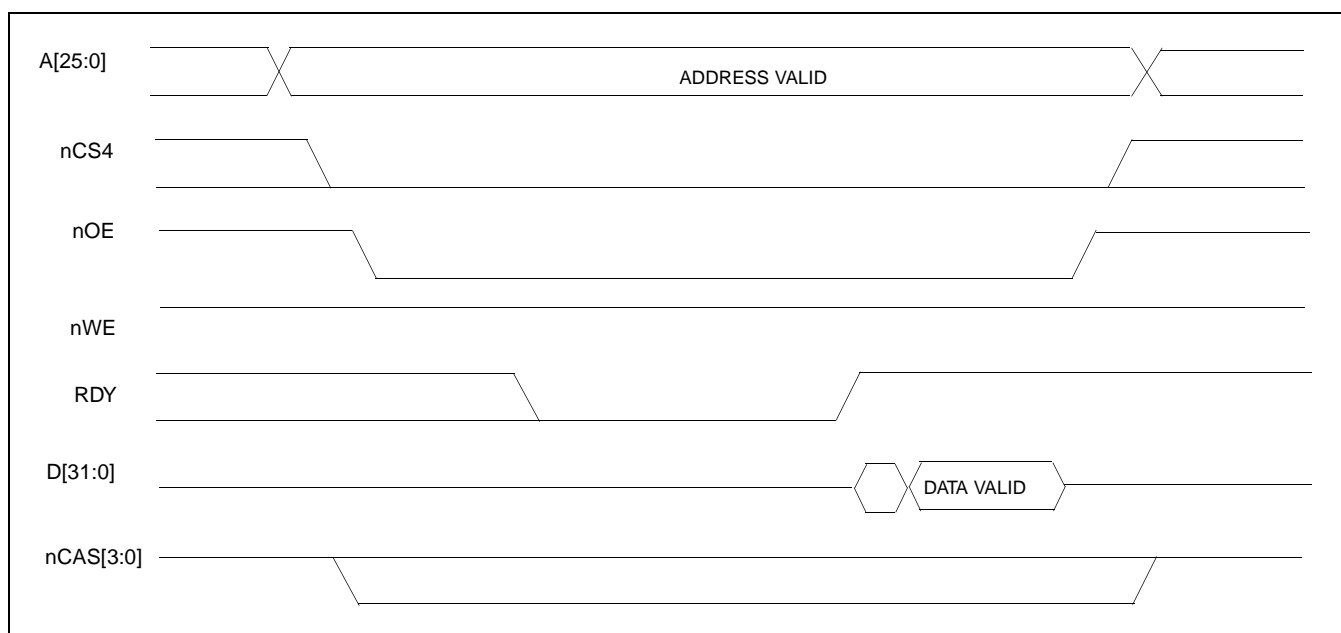 A[25:0]
ADDRESS VALID
nCS4
nOE
nWE
RDY
D[31:0]
DATA VALID
nCAS[3:0]